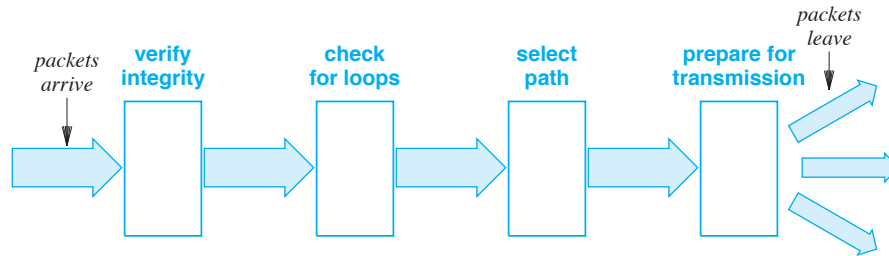 packets
arrive
verify
integrity
check
for loops
select
path
prepare for
transmission
packets
leave